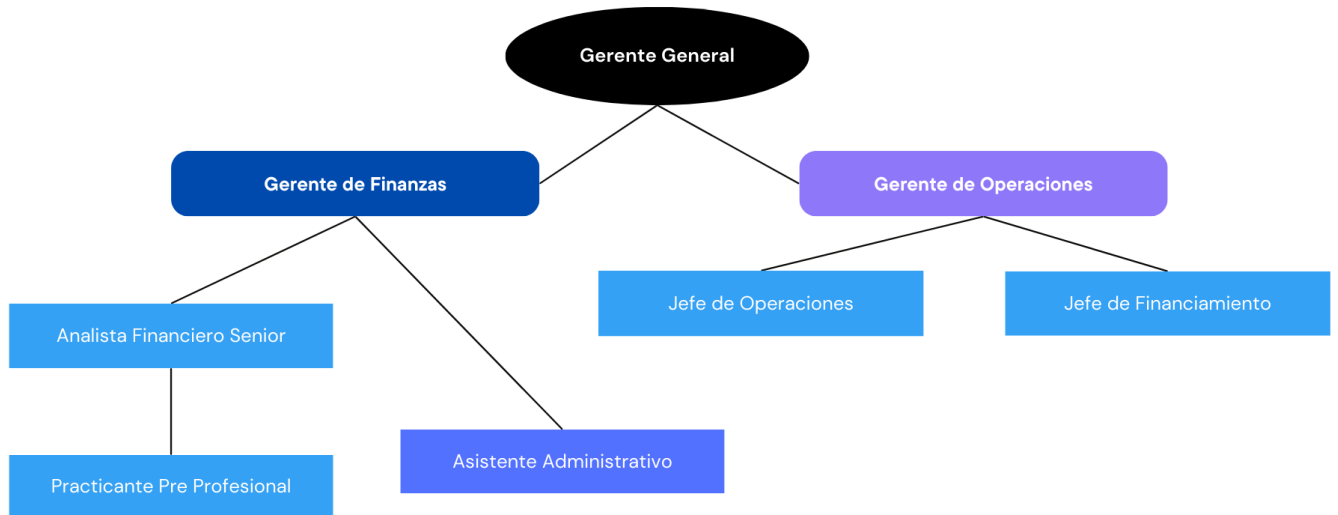 Gerente General
Gerente de Finanzas
Gerente de Operaciones
Jefe de Operaciones
Jefe de Financiamiento
Analista Financiero Senior
Asistente Administrativo
Practicante Pre Profesional